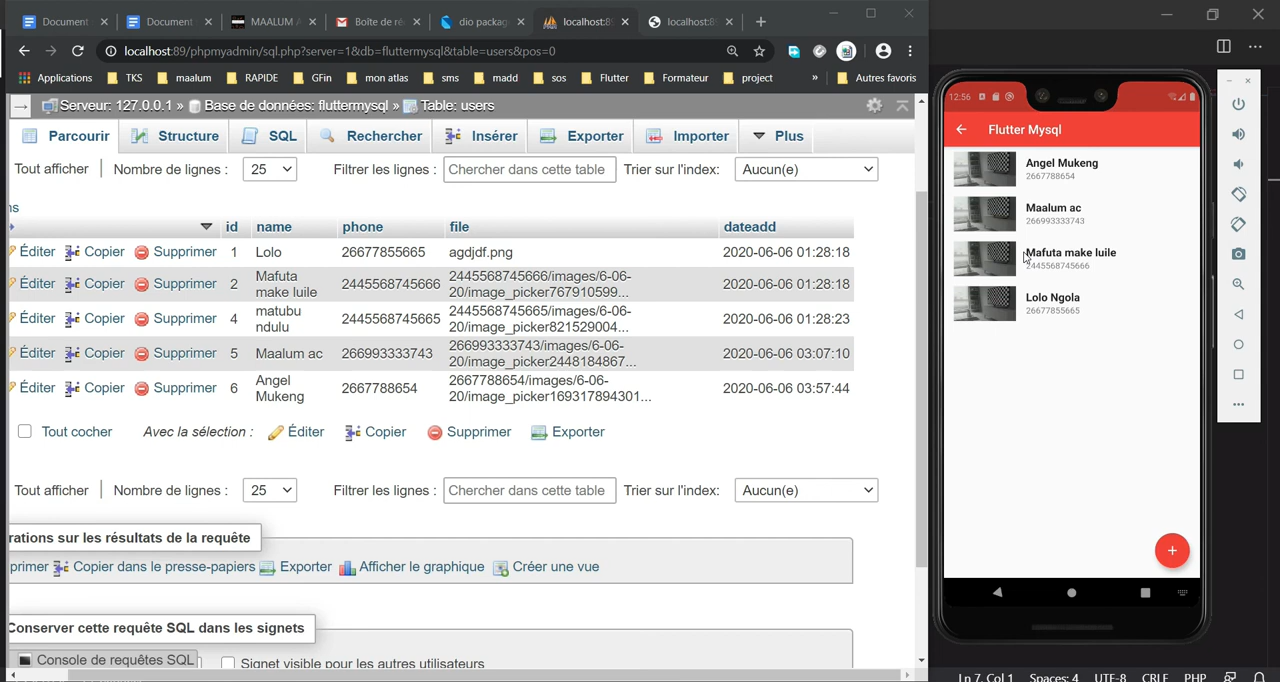 Document
Document
MAALUM A
Boîte de ré
dio packag
localhost:8
localhost:8
localhost:89/phpmyadmin/sql.php?server=1&db=fluttermysql&table=users&pos=0
Applications TKS maalum RAPIDE GFin mon atlas sms madd sos Flutter Formateur project » Autres favoris
Serveur: 127.0.0.1 » Base de données: fluttermysql » Table: users
Parcourir Structure SQL Rechercher Insérer Exporter Importer Plus
Tout afficher Nombre de lignes : 25 Filtrer les lignes : Chercher dans cette table Trier sur l'index: Aucun(e)
ns
id name phone file dateadd
Éditer Copier Supprimer 1 Lolo 26677855665 agdjdf.png 2020-06-06 01:28:18
Éditer Copier Supprimer 2 Mafuta make luile 2445568745666 2445568745666/images/6-06-20/image_picker767910599... 2020-06-06 01:28:18
Éditer Copier Supprimer 4 matubu ndulu 2445568745665 2445568745665/images/6-06-20/image_picker821529004... 2020-06-06 01:28:23
Éditer Copier Supprimer 5 Maalum ac 266993333743 266993333743/images/6-06-20/image_picker2448184867... 2020-06-06 03:07:10
Éditer Copier Supprimer 6 Angel Mukeng 2667788654 2667788654/images/6-06-20/image_picker169317894301... 2020-06-06 03:57:44
Tout cocher Avec la sélection : Éditer Copier Supprimer Exporter
Tout afficher Nombre de lignes : 25 Filtrer les lignes : Chercher dans cette table Trier sur l'index: Aucun(e)
rations sur les résultats de la requête
primer Copier dans le presse-papiers Exporter Afficher le graphique Créer une vue
Conserver cette requête SQL dans les signets
Console de requêtes SQL
Signet visible pour les autres utilisateurs
12:56
Flutter Mysql
Angel Mukeng
2667788654
Maalum ac
266993333743
Mafuta make luile
2445568745666
Lolo Ngola
26677855665
Ln 7, Col 1 Spaces: 4 UTF-8 CRLF PHP